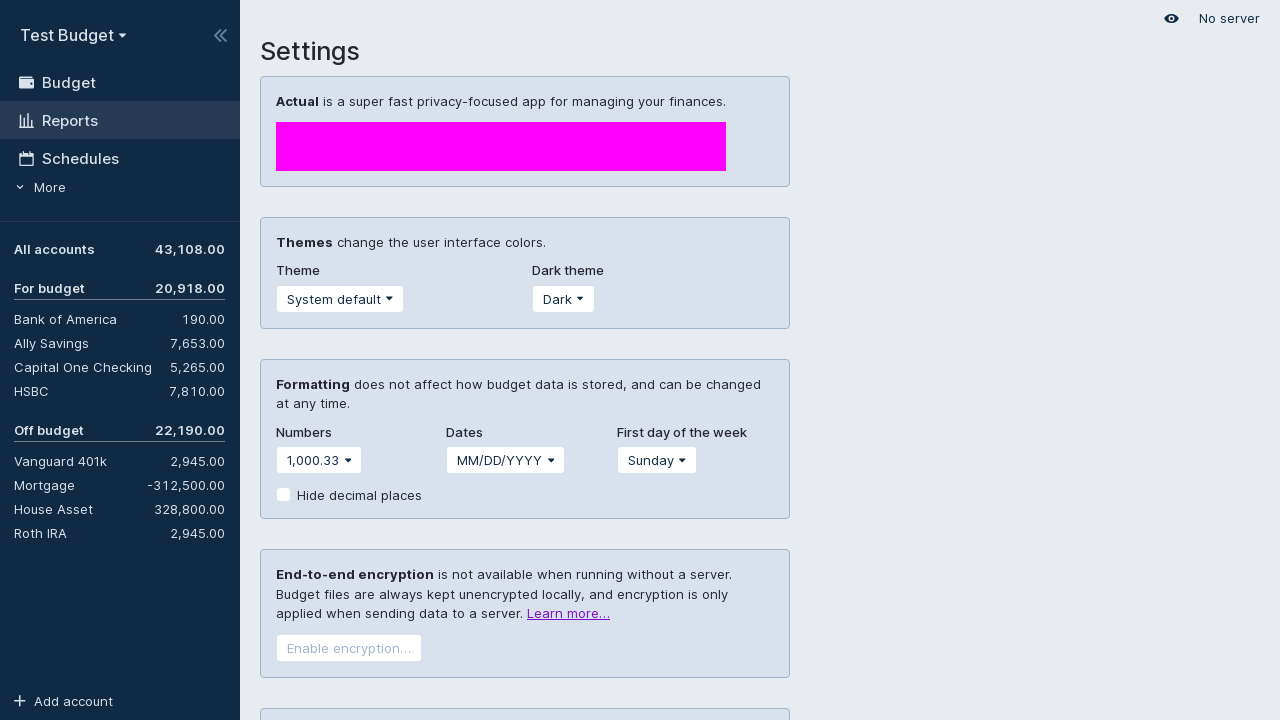 Test Budget
No server
Settings
Budget
Reports
Schedules
More
All accounts 43,108.00
For budget 20,918.00
Bank of America 190.00
Ally Savings 7,653.00
Capital One Checking 5,265.00
HSBC 7,810.00
Off budget 22,190.00
Vanguard 401k 2,945.00
Mortgage -312,500.00
House Asset 328,800.00
Roth IRA 2,945.00
Add account
Actual is a super fast privacy-focused app for managing your finances.
Themes change the user interface colors.
Theme Dark theme
System default Dark
Formatting does not affect how budget data is stored, and can be changed
at any time.
Numbers Dates First day of the week
1,000.33 MM/DD/YYYY Sunday
Hide decimal places
End-to-end encryption is not available when running without a server.
Budget files are always kept unencrypted locally, and encryption is only
applied when sending data to a server. Learn more…
Enable encryption…